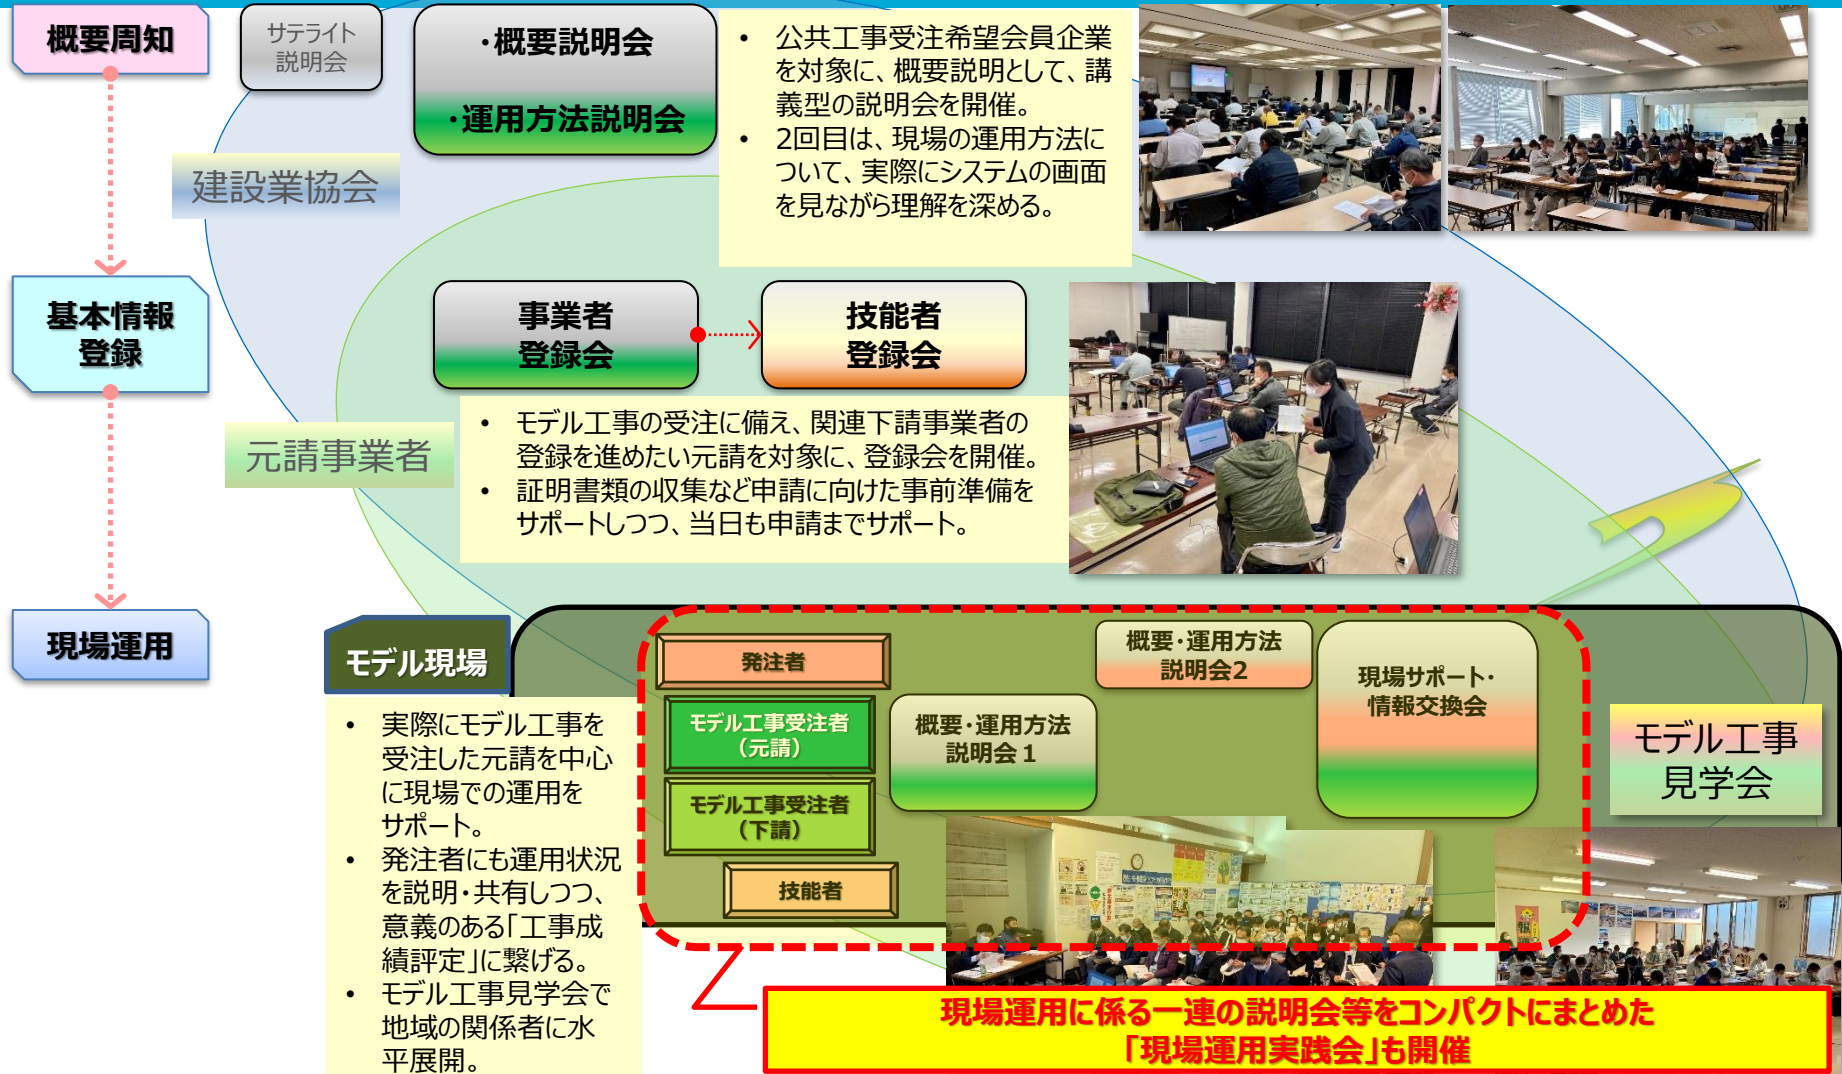 概要周知
サテライト
説明会
・概要説明会
・運用方法説明会
• 公共工事受注希望会員企業
を対象に、概要説明として、講
義型の説明会を開催。
• 2回目は、現場の運用方法に
ついて、実際にシステムの画面
を見ながら理解を深める。
建設業協会
基本情報
登録
事業者
登録会
技能者
登録会
元請事業者
• モデル工事の受注に備え、関連下請事業者の
登録を進めたい元請を対象に、登録会を開催。
• 証明書類の収集など申請に向けた事前準備を
サポートしつつ、当日も申請までサポート。
現場運用
モデル現場
• 実際にモデル工事を
受注した元請を中心
に現場での運用を
サポート。
• 発注者にも運用状況
を説明・共有しつつ、
意義のある「工事成
績評定」に繋げる。
• モデル工事見学会で
地域の関係者に水
平展開。
発注者
モデル工事受注者
（元請）
モデル工事受注者
（下請）
技能者
概要・運用方法
説明会１
概要・運用方法
説明会2
現場サポート・
情報交換会
モデル工事
見学会
現場運用に係る一連の説明会等をコンパクトにまとめた
「現場運用実践会」も開催